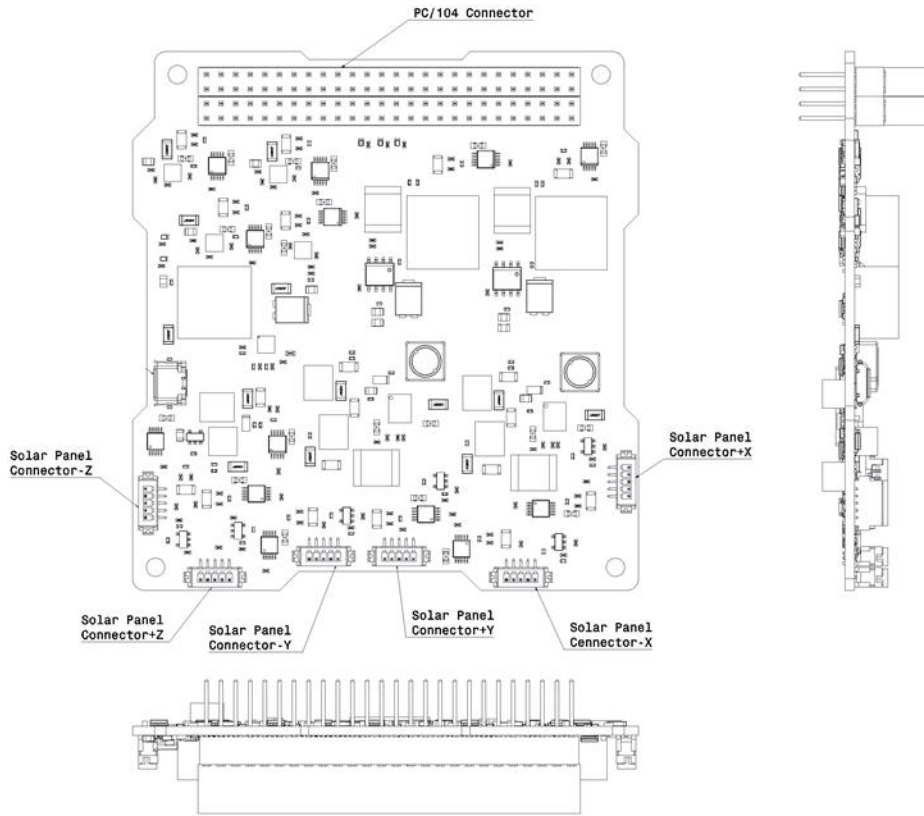 PC/104 Connector
Solar Panel
Connector+X
Solar Panel
Connector-Z
Solar Panel
Connector+Z
Solar Panel
Connector-Y
Solar Panel
Connector+Y
Solar Panel
Cennector-X